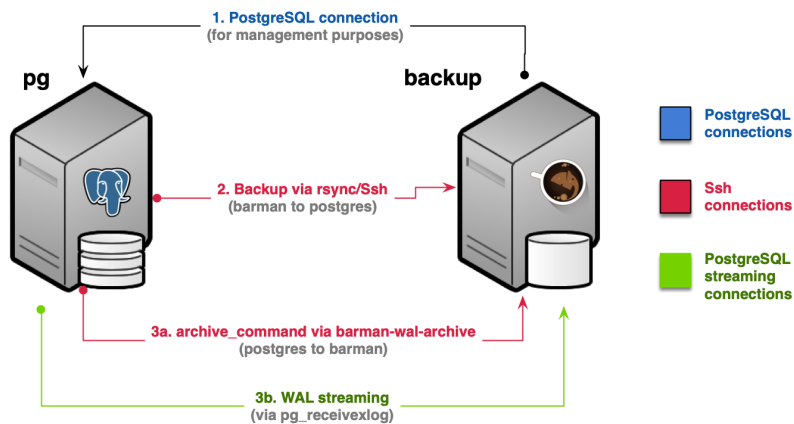 1. PostgreSQL connection
(for management purposes)
pg
backup
PostgreSQL
connections
2. Backup via rsync/Ssh
(barman to postgres)
Ssh
connections
PostgreSQL
streaming
connections
3a. archive_command via barman-wal-archive
(postgres to barman)
3b. WAL streaming
(via pg_receivexlog)